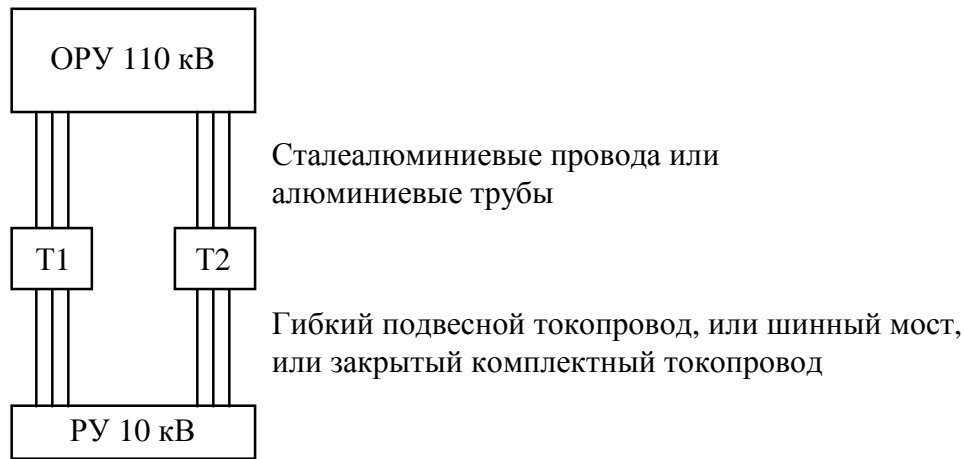 ОРУ 110 кВ
Сталеалюминиевые провода или
алюминиевые трубы
Т1
Т2
Гибкий подвесной токопровод, или шинный мост,
или закрытый комплектный токопровод
РУ 10 кВ